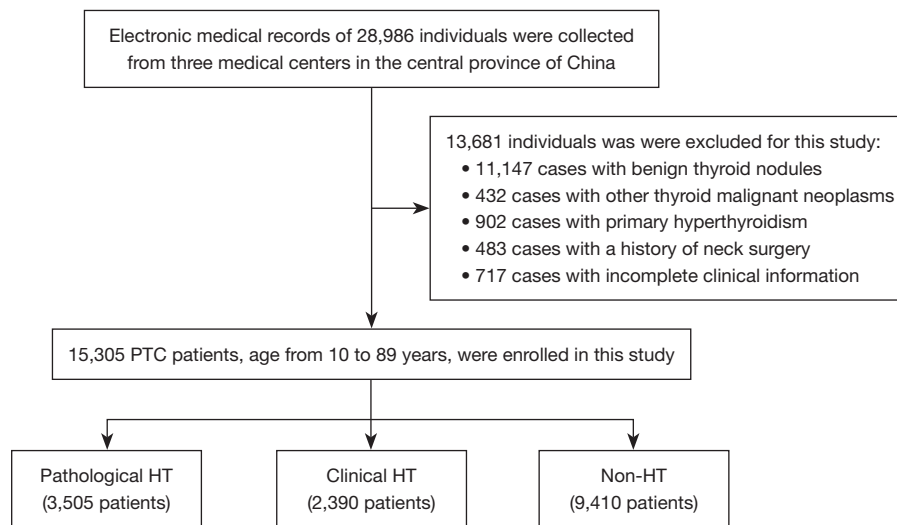 Electronic medical records of 28,986 individuals were collected
from three medical centers in the central province of China
13,681 individuals was were excluded for this study:
• 11,147 cases with benign thyroid nodules
• 432 cases with other thyroid malignant neoplasms
• 902 cases with primary hyperthyroidism
• 483 cases with a history of neck surgery
• 717 cases with incomplete clinical information
15,305 PTC patients, age from 10 to 89 years, were enrolled in this study
Pathological HT
(3,505 patients)
Clinical HT
(2,390 patients)
Non-HT
(9,410 patients)